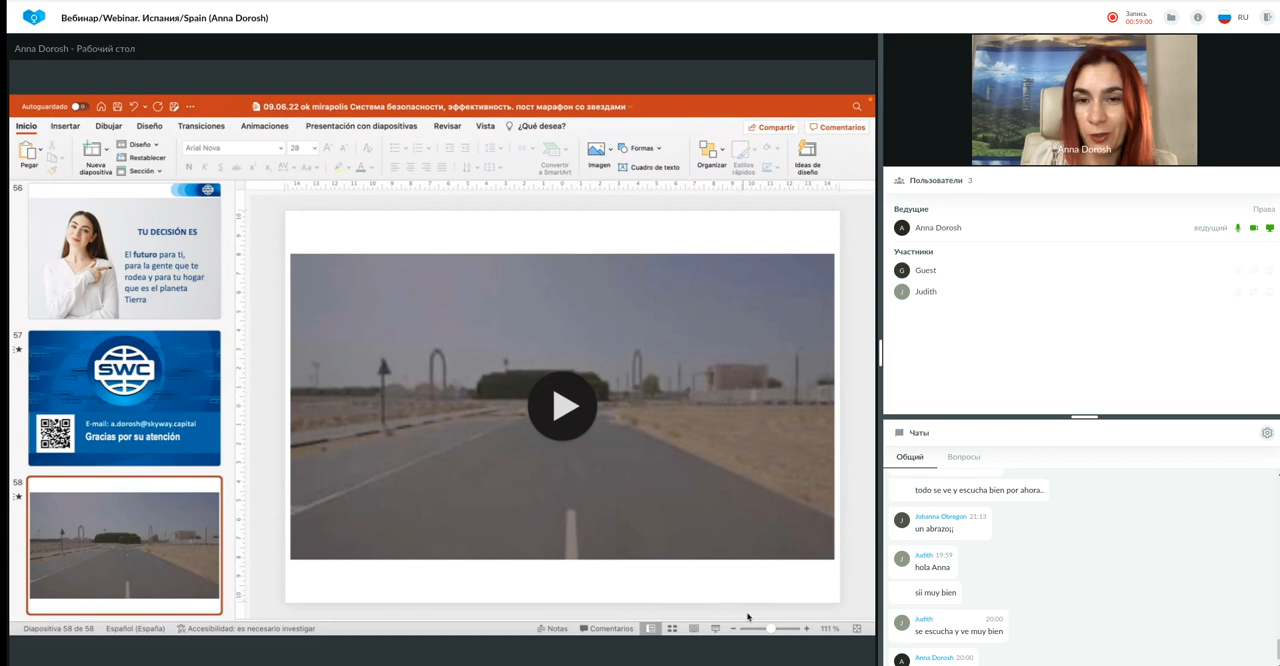 Вебинар/Webinar. Испания/Spain (Anna Dorosh)
Запись
00:59:00
RU
Anna Dorosh - Рабочий стол
Autoguardado
09.06.22 ok mirapolis Система безопасности, эффективность. пост марафон со звездами
Inicio Insertar Dibujar Diseño Transiciones Animaciones Presentación con diapositivas Revisar Vista ¿Qué desea? Compartir Comentarios
Pegar
Nueva diapositiva
Diseño
Restablecer
Sección
Arial Nova 28
Convertir a SmartArt
Imagen
Formas
Cuadro de texto
Organizar
Estilos rápidos
Ideas de diseño
56
TU DECISIÓN ES
El futuro para ti,
para la gente que te
rodea y para tu hogar
que es el planeta
Tierra
57
SWC
E-mail: a.dorosh@skyway.capital
Gracias por su atención
58
Diapositiva 58 de 58 Español (España) Accesibilidad: es necesario investigar Notas Comentarios 111 %
Anna Dorosh
Пользователи 3
Ведущие Права
A Anna Dorosh ведущий
Участники
G Guest
J Judith
Чаты
Общий Вопросы
todo se ve y escucha bien por ahora..
J Johanna Obregon 21:13
un abrazo¡¡
J Judith 19:59
hola Anna
sii muy bien
J Judith 20:00
se escucha y ve muy bien
A Anna Dorosh 20:00